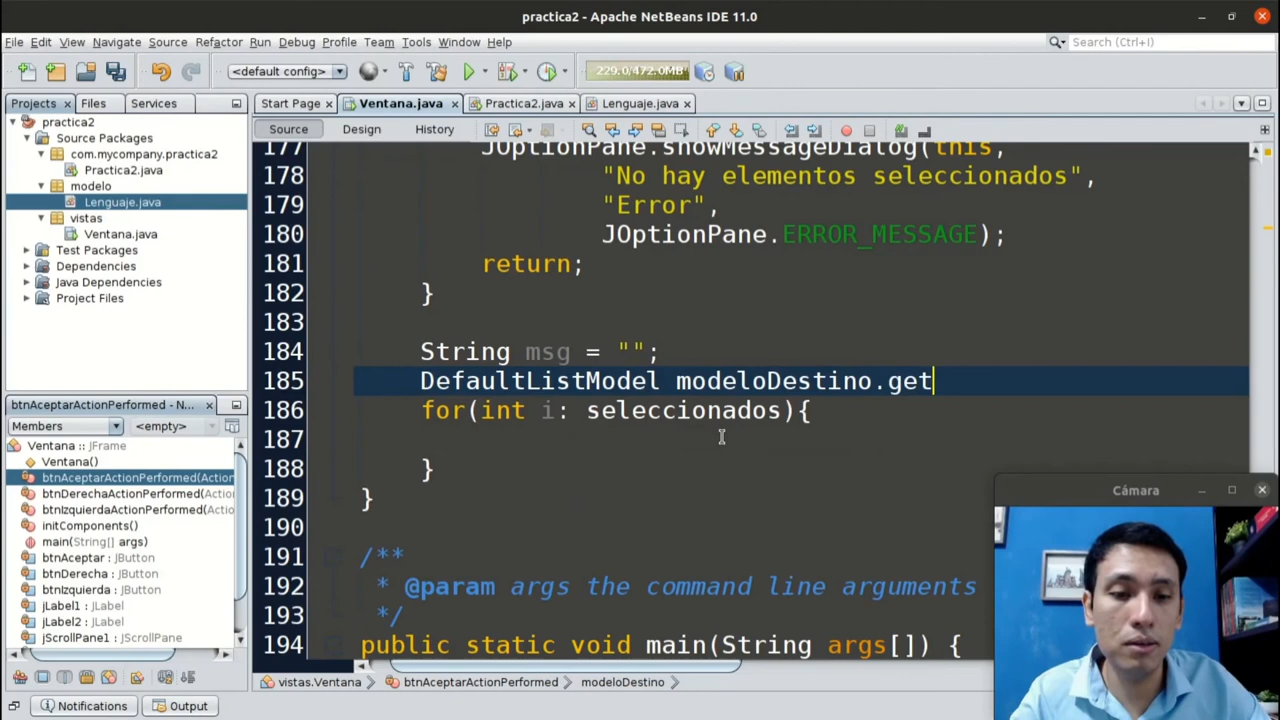 practica2 - Apache NetBeans IDE 11.0
File Edit View Navigate Source Refactor Run Debug Profile Team Tools Window Help
Search (Ctrl+I)
<default config>
229.0/472.0MB
Projects Files Services
Start Page Ventana.java Practica2.java Lenguaje.java
Source Design History
practica2
Source Packages
com.mycompany.practica2
Practica2.java
modelo
Lenguaje.java
vistas
Ventana.java
Test Packages
Dependencies
Java Dependencies
Project Files
btnAceptarActionPerformed - N...
Members <empty>
Ventana :: JFrame
Ventana()
btnAceptarActionPerformed(Action
btnDerechaActionPerformed(Action
btnIzquierdaActionPerformed(Action
initComponents()
main(String[] args)
btnAceptar : JButton
btnDerecha : JButton
btnIzquierda : JButton
jLabel1 : JLabel
jLabel2 : JLabel
jScrollPane1 : JScrollPane
177 JOptionPane.showMessageDialog(this,
178 "No hay elementos seleccionados",
179 "Error",
180 JOptionPane.ERROR_MESSAGE);
181 return;
182 }
183
184 String msg = "";
185 DefaultListModel modeloDestino.get
186 for(int i: seleccionados){
187
188 }
189 }
190
191 /**
192 * @param args the command line arguments
193 */
194 public static void main(String args[]) {
Cámara
vistas.Ventana btnAceptarActionPerformed modeloDestino
Notifications Output